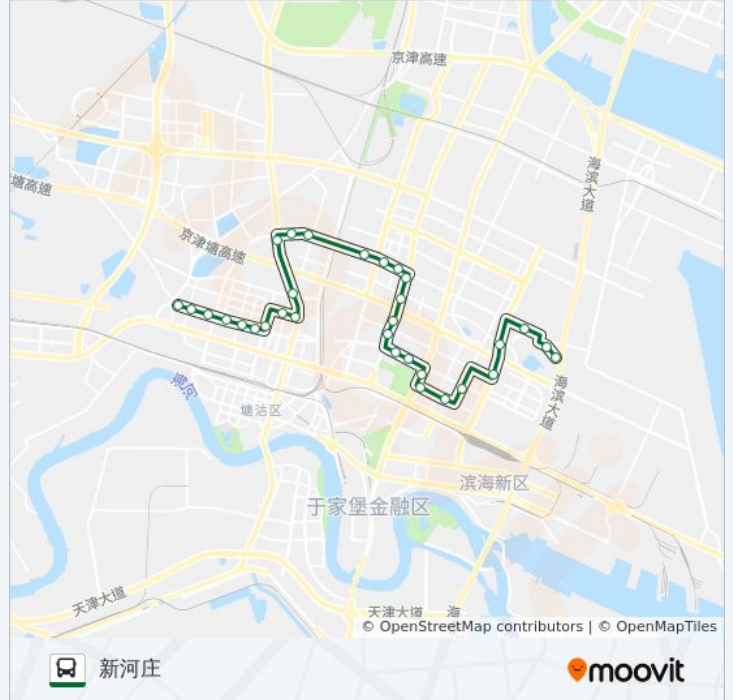 京津高速
海滨大道
塘高速
京津塘高速
海河
海滨大道
塘沽区
滨海新区
于家堡金融区
天津大道
天津大道
海
© OpenStreetMap contributors | © OpenMapTiles
新河庄
moovit